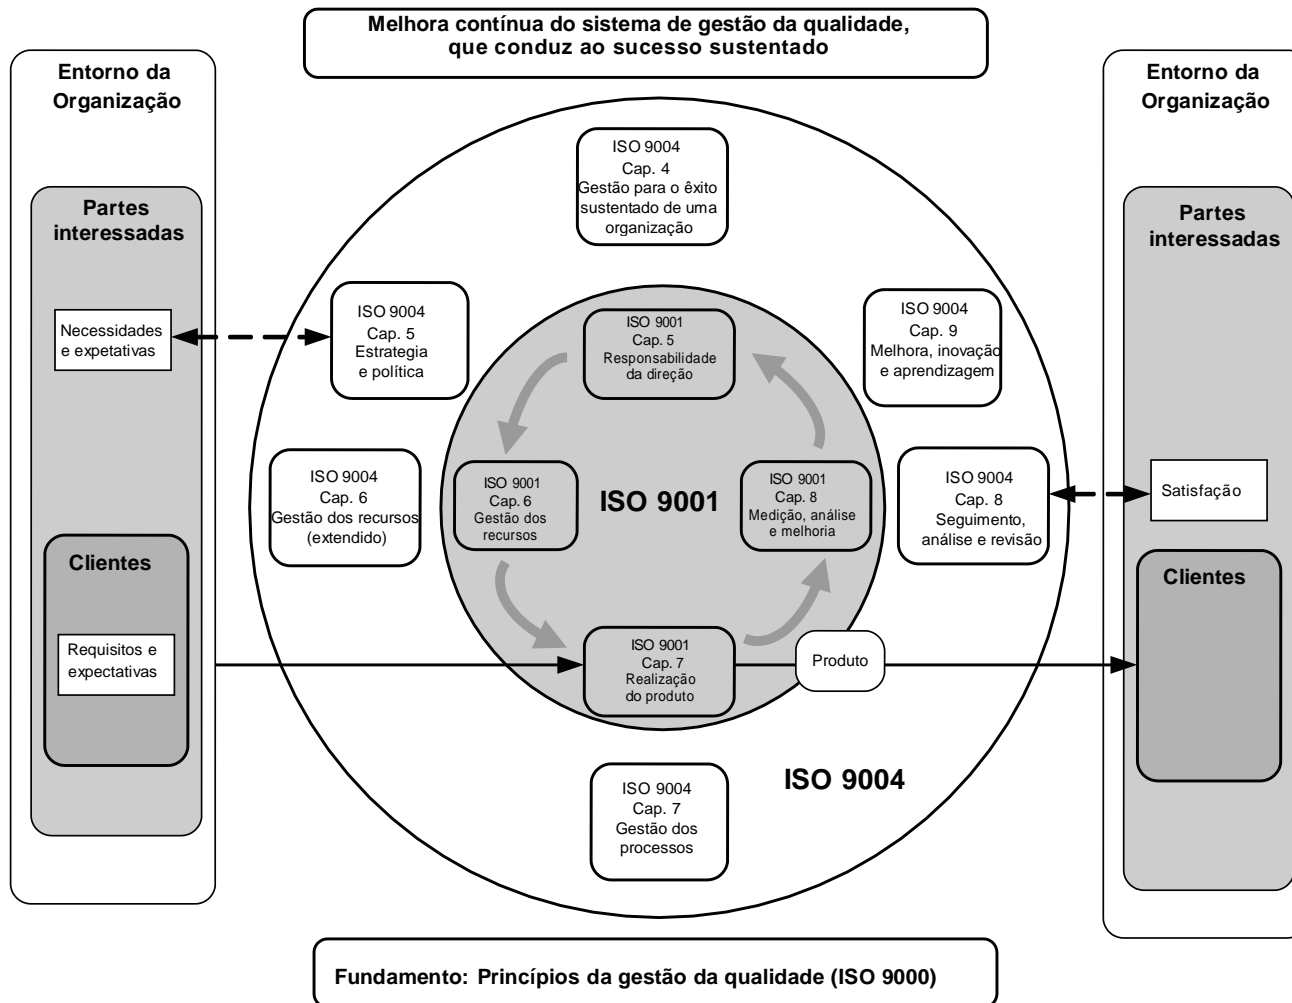 Melhora contínua do sistema de gestão da qualidade,
que conduz ao sucesso sustentado
Entorno da
Organização
Partes
interessadas
Necessidades
e expetativas
Clientes
Requisitos e
expectativas
ISO 9004
Cap. 4
Gestão para o êxito
sustentado de uma
organização
ISO 9004
Cap. 5
Estrategia
e política
ISO 9004
Cap. 9
Melhora, inovação
e aprendizagem
ISO 9001
Cap. 5
Responsabilidade
da direção
ISO 9004
Cap. 6
Gestão dos recursos
(extendido)
ISO 9001
Cap. 6
Gestão dos
recursos
ISO 9001
ISO 9001
Cap. 8
Medição, análise
e melhoria
ISO 9004
Cap. 8
Seguimento,
análise e revisão
ISO 9001
Cap. 7
Realização
do produto
Produto
ISO 9004
ISO 9004
Cap. 7
Gestão dos
processos
Entorno da
Organização
Partes
interessadas
Satisfação
Clientes
Fundamento: Princípios da gestão da qualidade (ISO 9000)